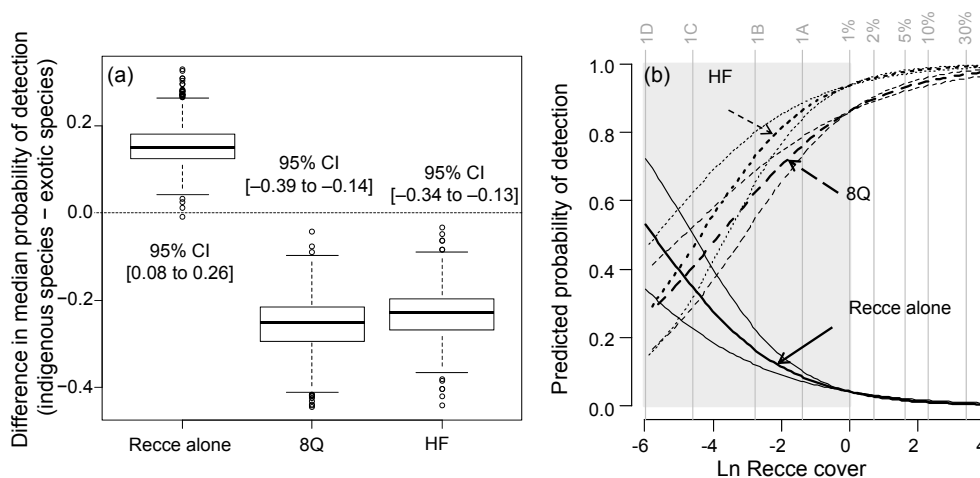 (a)
Difference in median probability of detection
(indigenous species − exotic species)
0.2
0.0
−0.2
−0.4
95% CI
[0.08 to 0.26]
95% CI
[−0.39 to −0.14]
95% CI
[−0.34 to −0.13]
Recce alone
8Q
HF
1D
1C
1B
1A
1%
2%
5%
10%
30%
(b)
Predicted probability of detection
1.0
0.8
0.6
0.4
0.2
0.0
HF
8Q
Recce alone
-6
-4
-2
0
2
4
Ln Recce cover